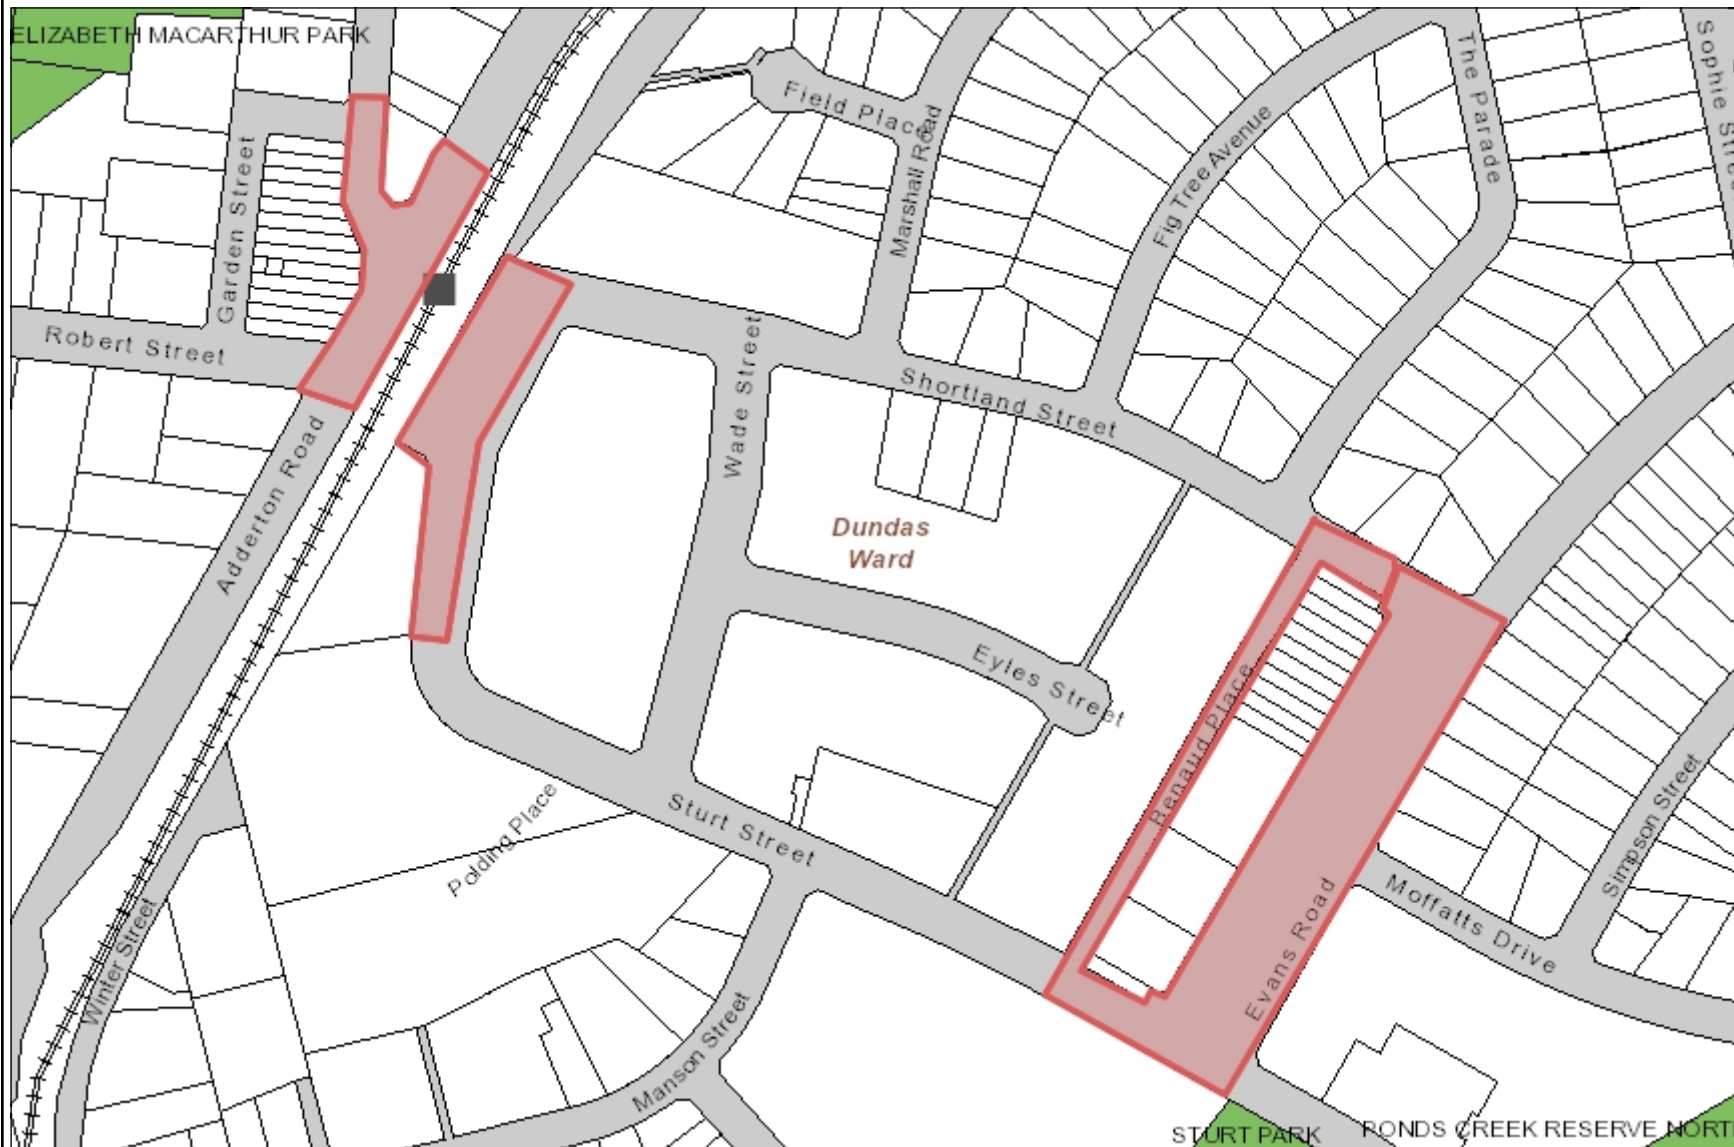 ELIZABETH MACARTHUR PARK
The Parade
Field Place
Marshall Road
Fig Tree Avenue
Garden Street
Robert Street
Wade Street
Shortland Street
Adderton Road
Dundas
Ward
Eyles Street
Renaud Place
Sturt Street
Polding Place
Simpson Street
Moffatts Drive
Evans Road
Winter Street
Manson Street
STURT PARK
PONDS CREEK RESERVE NORT